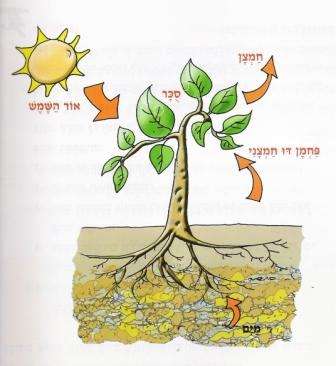 חַמְצָן
סֻכָּר
אוֹר הַשֶּׁמֶשׁ
פַּחְמָן דּוּ חַמְצָנִי
מַיִם